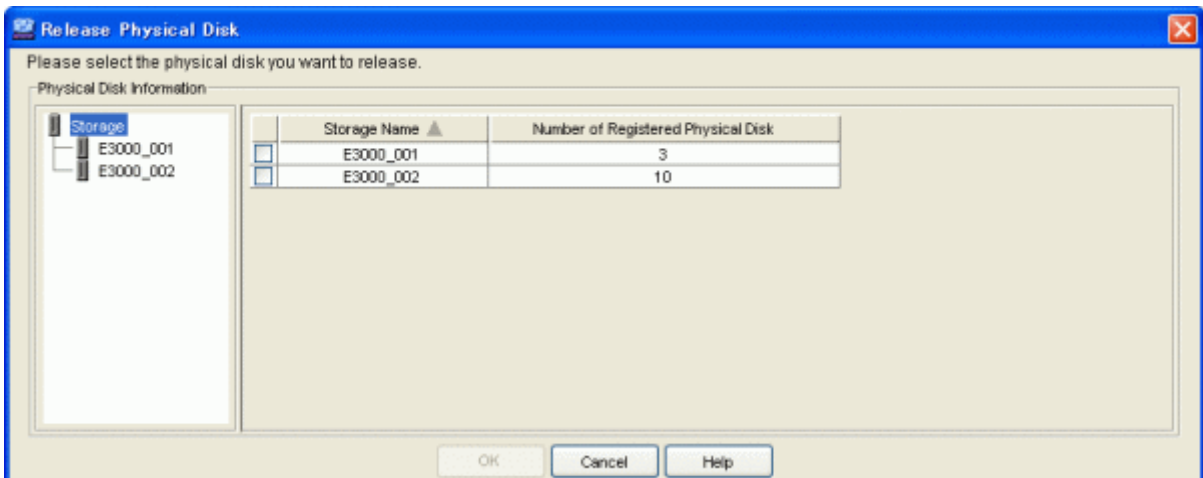 Release Physical Disk
Please select the physical disk you want to release.
Physical Disk Information
Storage
E3000_001
E3000_002
Storage Name Number of Registered Physical Disk
E3000_001 3
E3000_002 10
OK Cancel Help